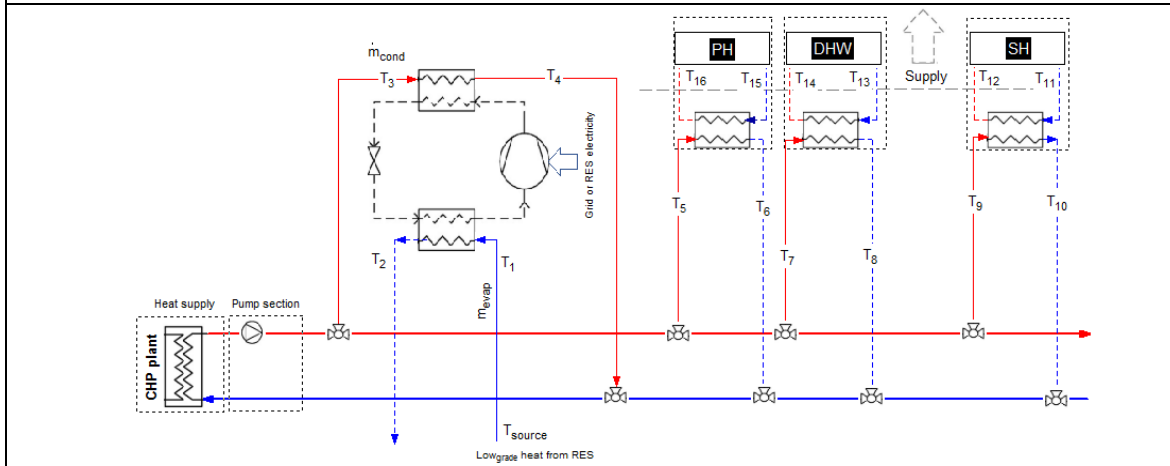 PH
DHW
SH
ṁcond
T3
T4
T16
T15
T14
T13
Supply
T12
T11
Grid or RES electricity
T5
T6
T7
T8
T9
T10
T2
T1
ṁevap
Heat supply
Pump section
CHP plant
Tsource
Lowgrade heat from RES